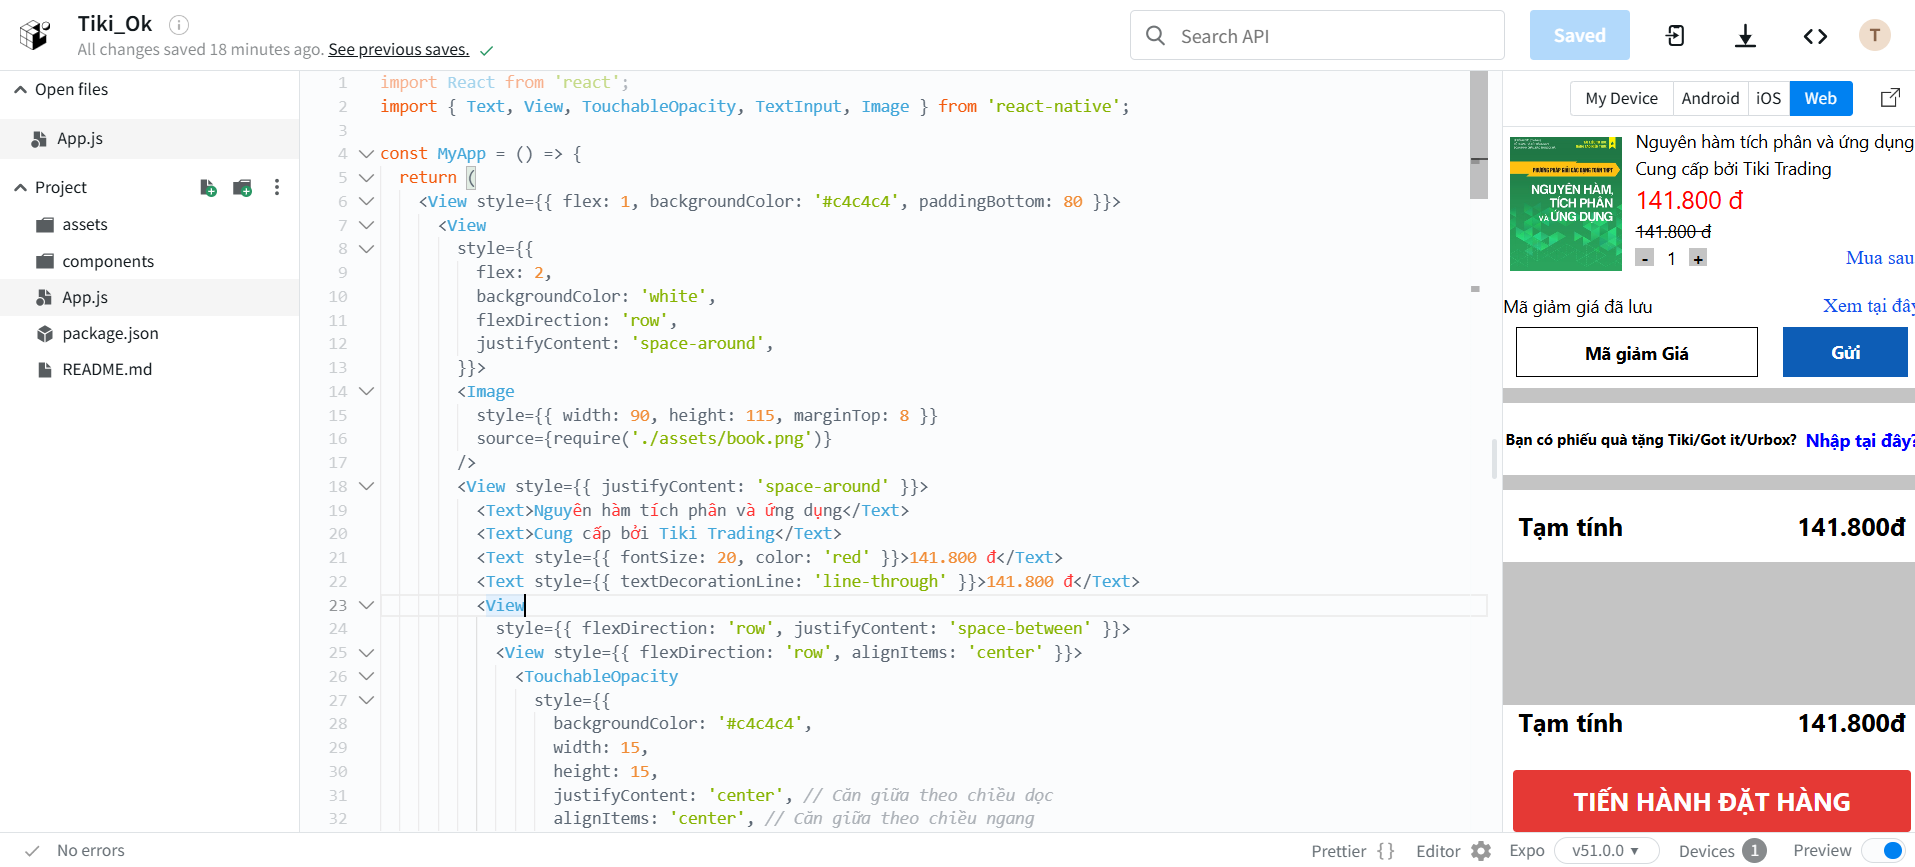 Tiki_Ok
All changes saved 18 minutes ago. See previous saves.
Search API
Saved
T
Open files
App.js
Project
assets
components
App.js
package.json
README.md
1 import React from 'react';
2 import { Text, View, TouchableOpacity, TextInput, Image } from 'react-native';
3
4 const MyApp = () => {
5 return (
6 <View style={{ flex: 1, backgroundColor: '#c4c4c4', paddingBottom: 80 }}>
7 <View
8 style={{
9 flex: 2,
10 backgroundColor: 'white',
11 flexDirection: 'row',
12 justifyContent: 'space-around',
13 }}>
14 <Image
15 style={{ width: 90, height: 115, marginTop: 8 }}
16 source={require('./assets/book.png')}
17 />
18 <View style={{ justifyContent: 'space-around' }}>
19 <Text>Nguyên hàm tích phân và ứng dụng</Text>
20 <Text>Cung cấp bởi Tiki Trading</Text>
21 <Text style={{ fontSize: 20, color: 'red' }}>141.800 đ</Text>
22 <Text style={{ textDecorationLine: 'line-through' }}>141.800 đ</Text>
23 <View
24 style={{ flexDirection: 'row', justifyContent: 'space-between' }}>
25 <View style={{ flexDirection: 'row', alignItems: 'center' }}>
26 <TouchableOpacity
27 style={{
28 backgroundColor: '#c4c4c4',
29 width: 15,
30 height: 15,
31 justifyContent: 'center', // Căn giữa theo chiều dọc
32 alignItems: 'center', // Căn giữa theo chiều ngang
My Device Android iOS Web
PHƯƠNG PHÁP GIẢI CÁC DẠNG TOÁN THPT
NGUYÊN HÀM,
TÍCH PHÂN
VÀ ỨNG DỤNG
Nguyên hàm tích phân và ứng dụng
Cung cấp bởi Tiki Trading
141.800 đ
141.800 đ
- 1 + Mua sau
Mã giảm giá đã lưu Xem tại đây
Mã giảm Giá Gửi
Bạn có phiếu quà tặng Tiki/Got it/Urbox? Nhập tại đây?
Tạm tính 141.800đ
Tạm tính 141.800đ
TIẾN HÀNH ĐẶT HÀNG
No errors
Prettier {} Editor Expo v51.0.0 Devices 1 Preview